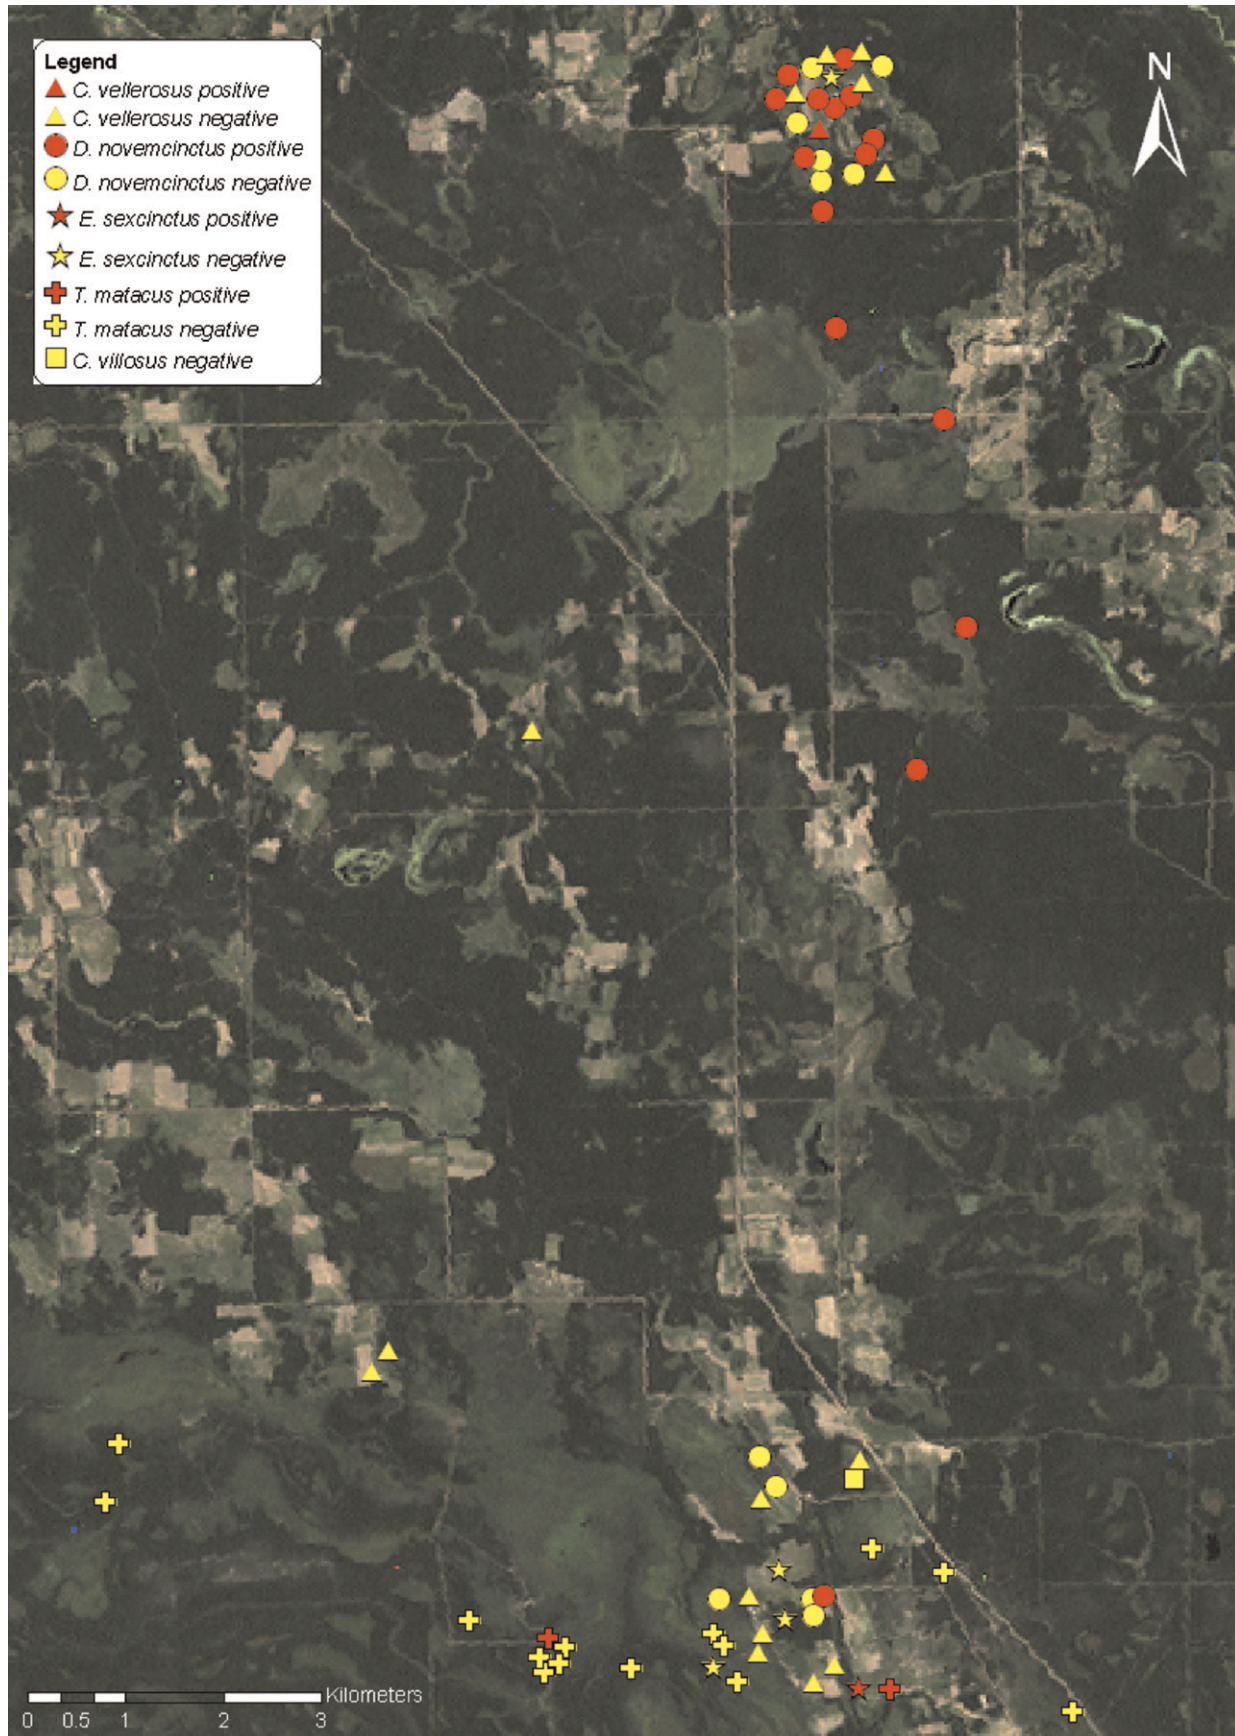 Legend
C. vellerosus positive
C. vellerosus negative
D. novemcinctus positive
D. novemcinctus negative
E. sexcinctus positive
E. sexcinctus negative
T. matacus positive
T. matacus negative
C. villosus negative
N
Kilometers
0 0.5 1 2 3